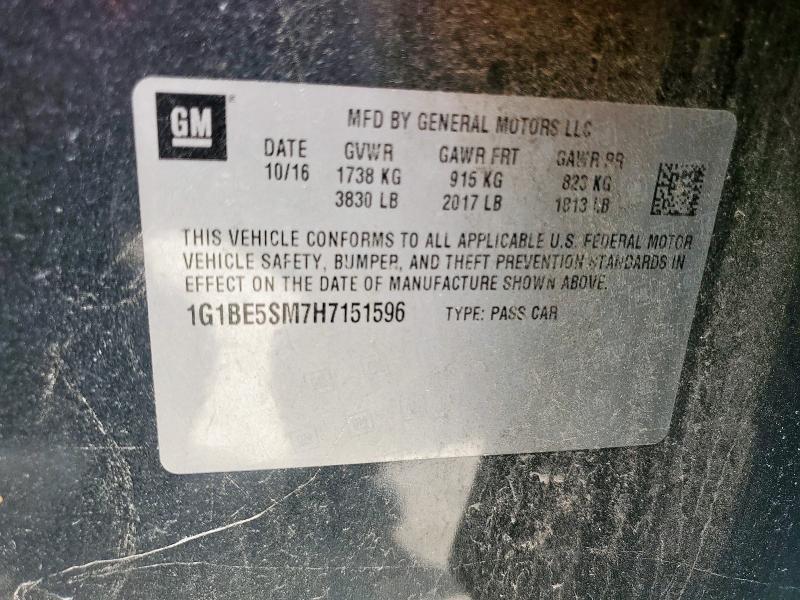 GM
MFD BY GENERAL MOTORS LLC
DATE GVWR GAWR FRT GAWR RR
10/16 1738 KG 915 KG 823 KG
3830 LB 2017 LB 1813 LB
THIS VEHICLE CONFORMS TO ALL APPLICABLE U.S. FEDERAL MOTOR
VEHICLE SAFETY, BUMPER, AND THEFT PREVENTION STANDARDS IN
EFFECT ON THE DATE OF MANUFACTURE SHOWN ABOVE.
1G1BE5SM7H7151596 TYPE: PASS CAR